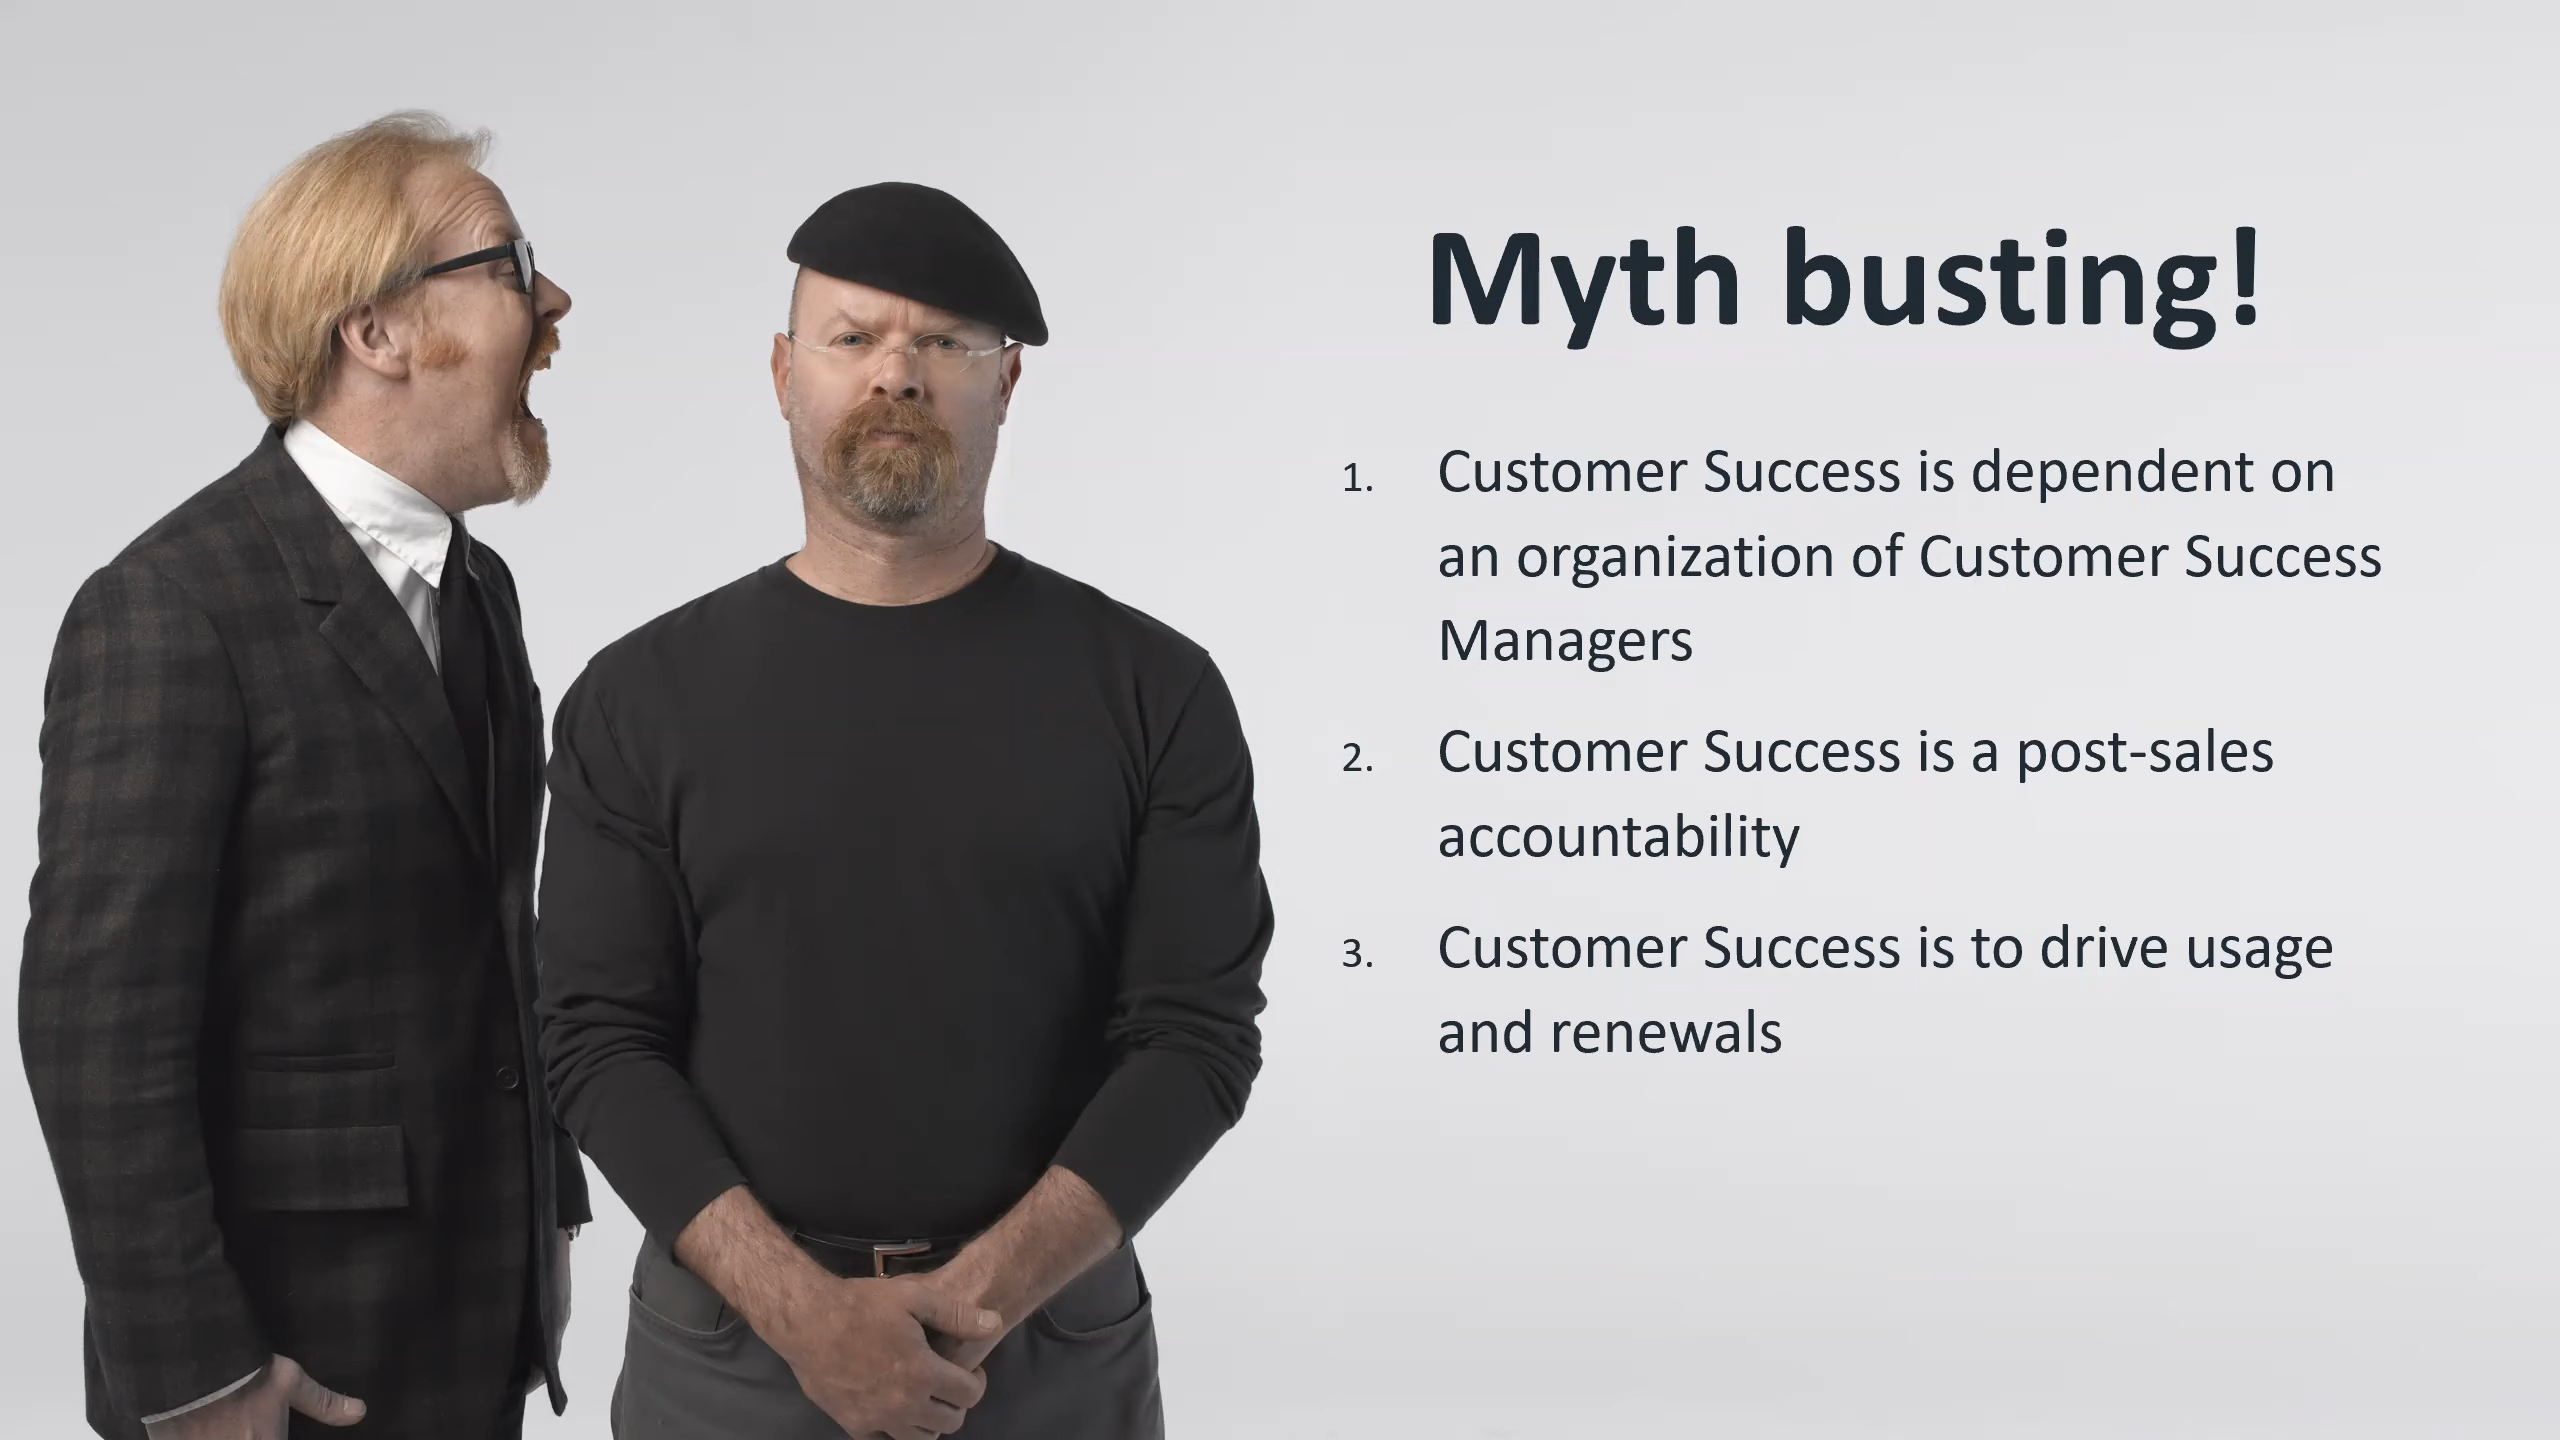 Myth busting!
1. Customer Success is dependent on
an organization of Customer Success
Managers
2. Customer Success is a post-sales
accountability
3. Customer Success is to drive usage
and renewals